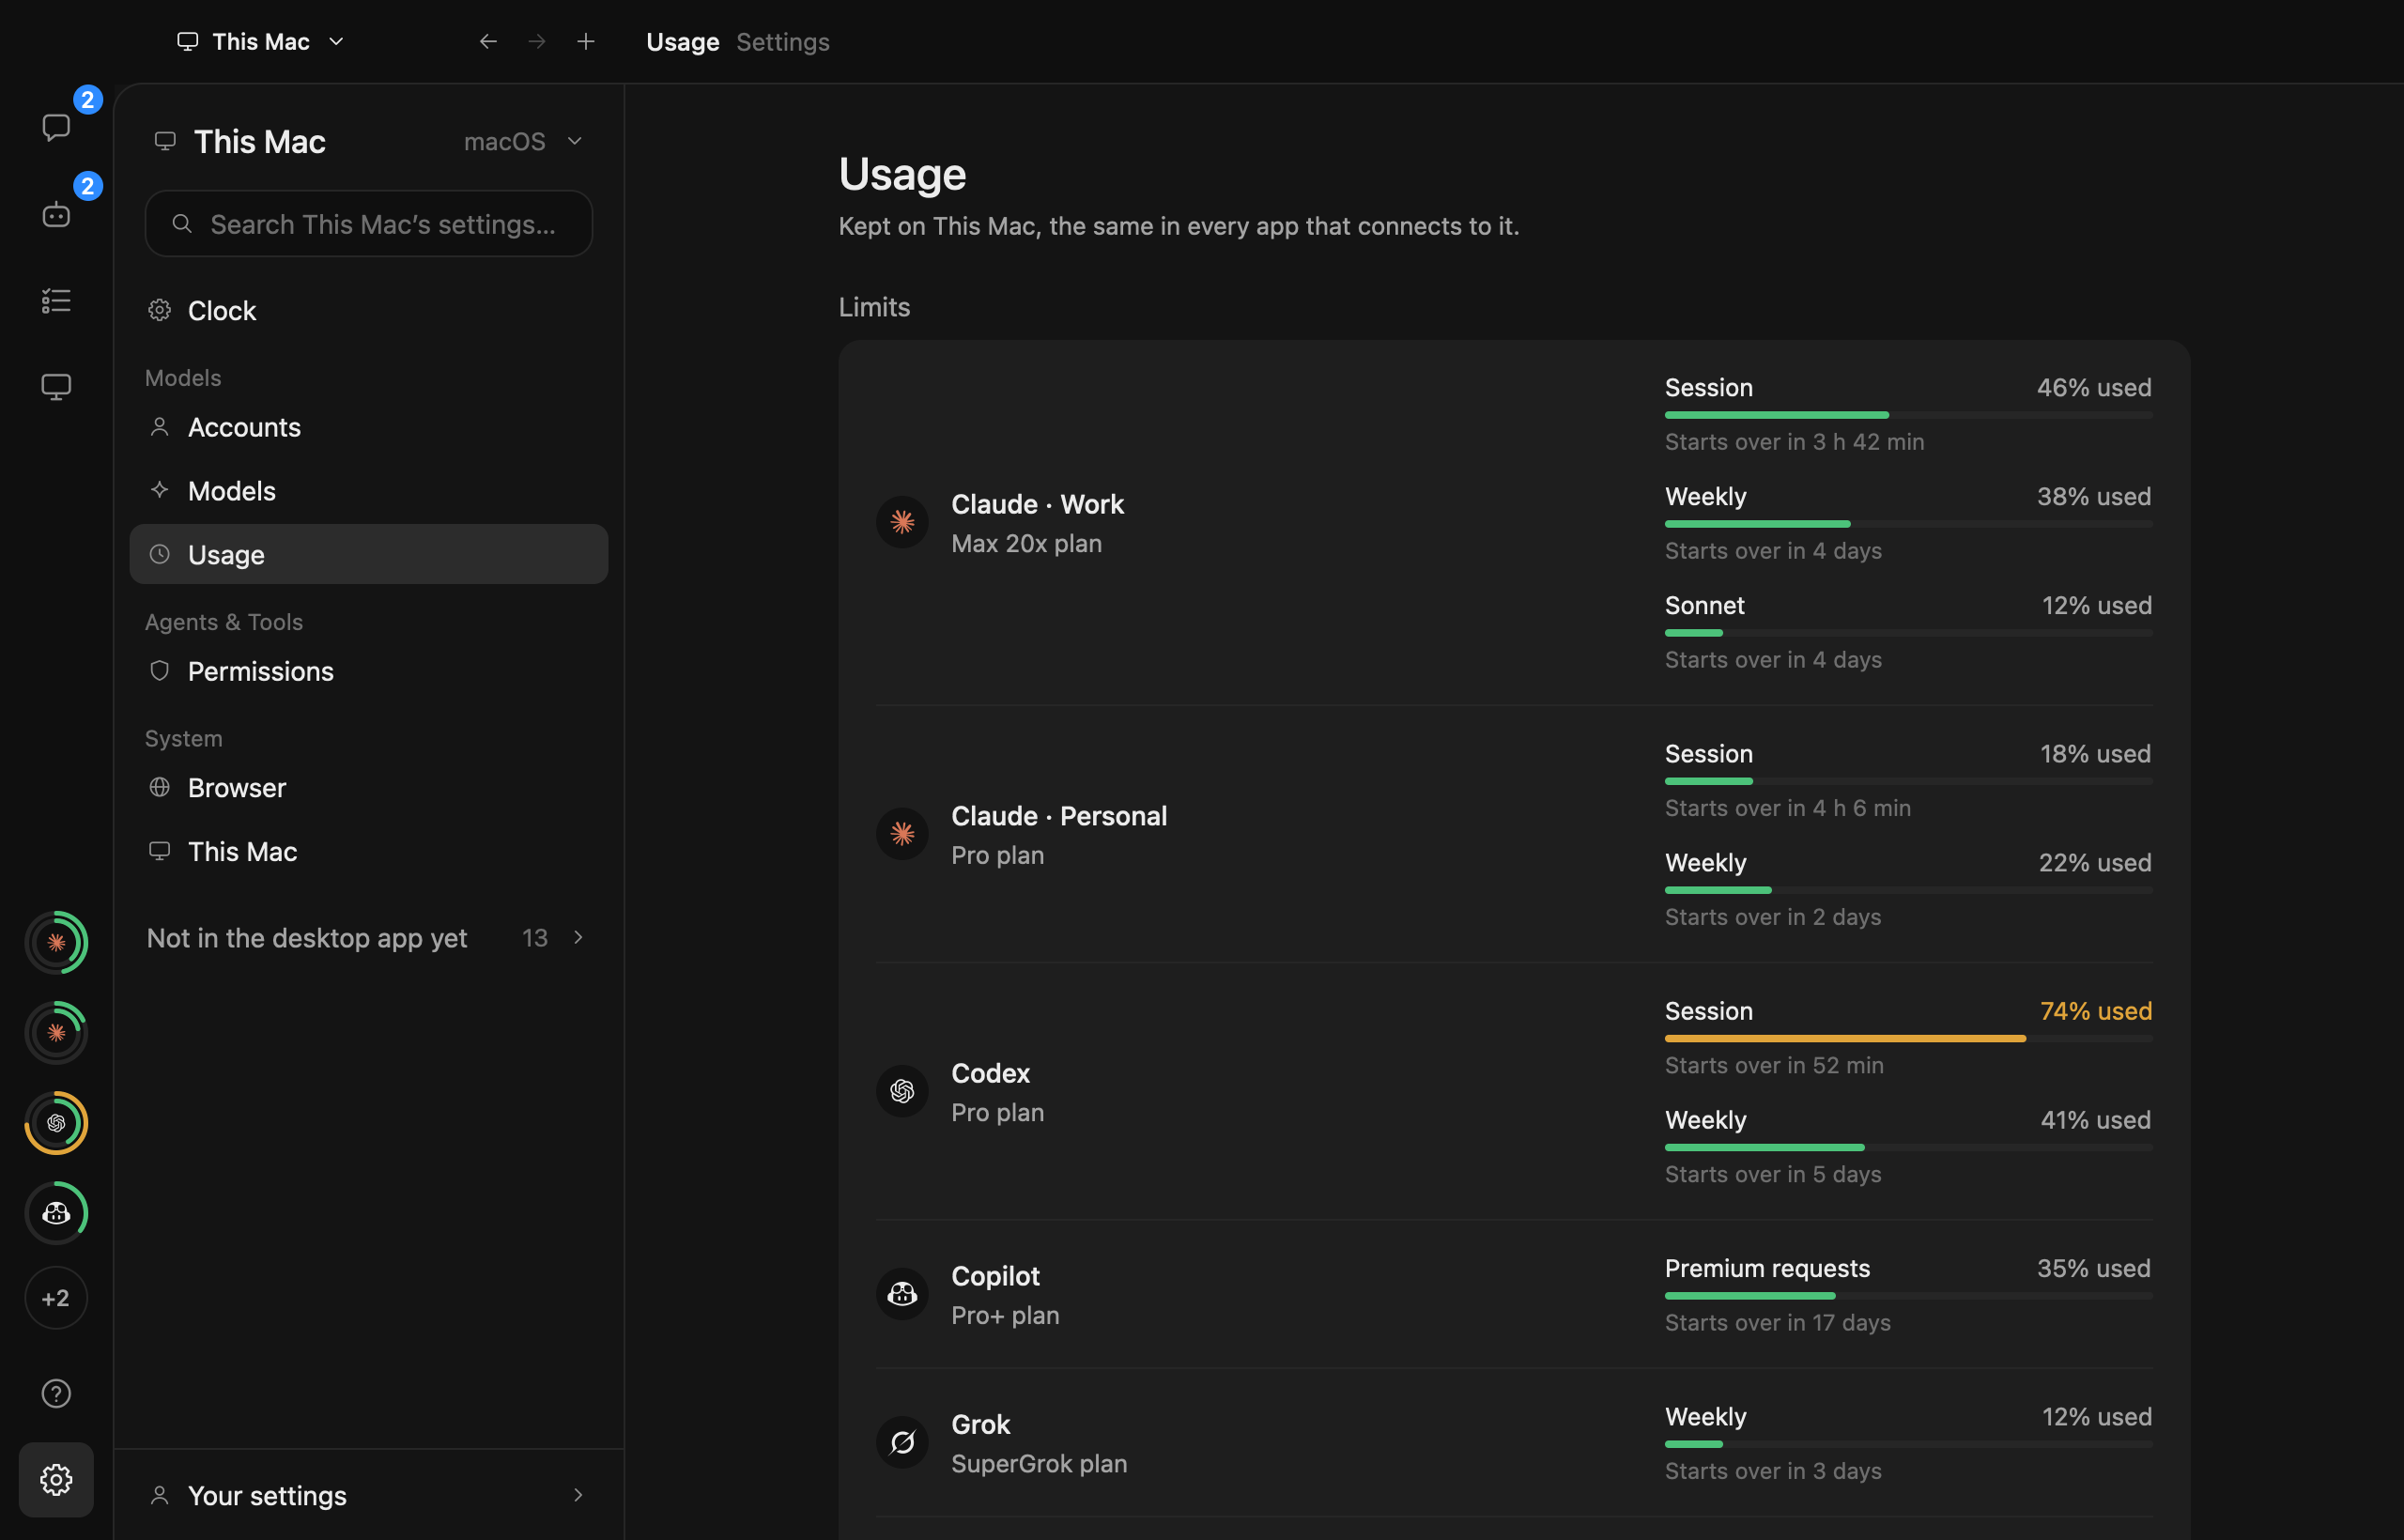 This Mac
Usage Settings
2
2
This Mac macOS
Search This Mac’s settings...
Clock
Models
Accounts
Models
Usage
Agents & Tools
Permissions
System
Browser
This Mac
Not in the desktop app yet 13
+2
Your settings
Usage
Kept on This Mac, the same in every app that connects to it.
Limits
Claude · Work
Max 20x plan
Session 46% used
Starts over in 3 h 42 min
Weekly 38% used
Starts over in 4 days
Sonnet 12% used
Starts over in 4 days
Claude · Personal
Pro plan
Session 18% used
Starts over in 4 h 6 min
Weekly 22% used
Starts over in 2 days
Codex
Pro plan
Session 74% used
Starts over in 52 min
Weekly 41% used
Starts over in 5 days
Copilot
Pro+ plan
Premium requests 35% used
Starts over in 17 days
Grok
SuperGrok plan
Weekly 12% used
Starts over in 3 days